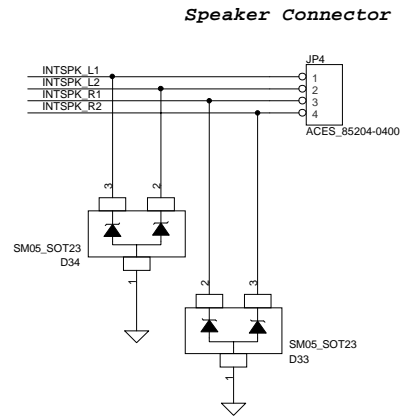 Speaker Connector
JP4
INTSPK_L1
INTSPK_L2
INTSPK_R1
INTSPK_R2
1
2
3
4
ACES_85204-0400
3
2
SM05_SOT23
D34
1
2
3
SM05_SOT23
D33
1